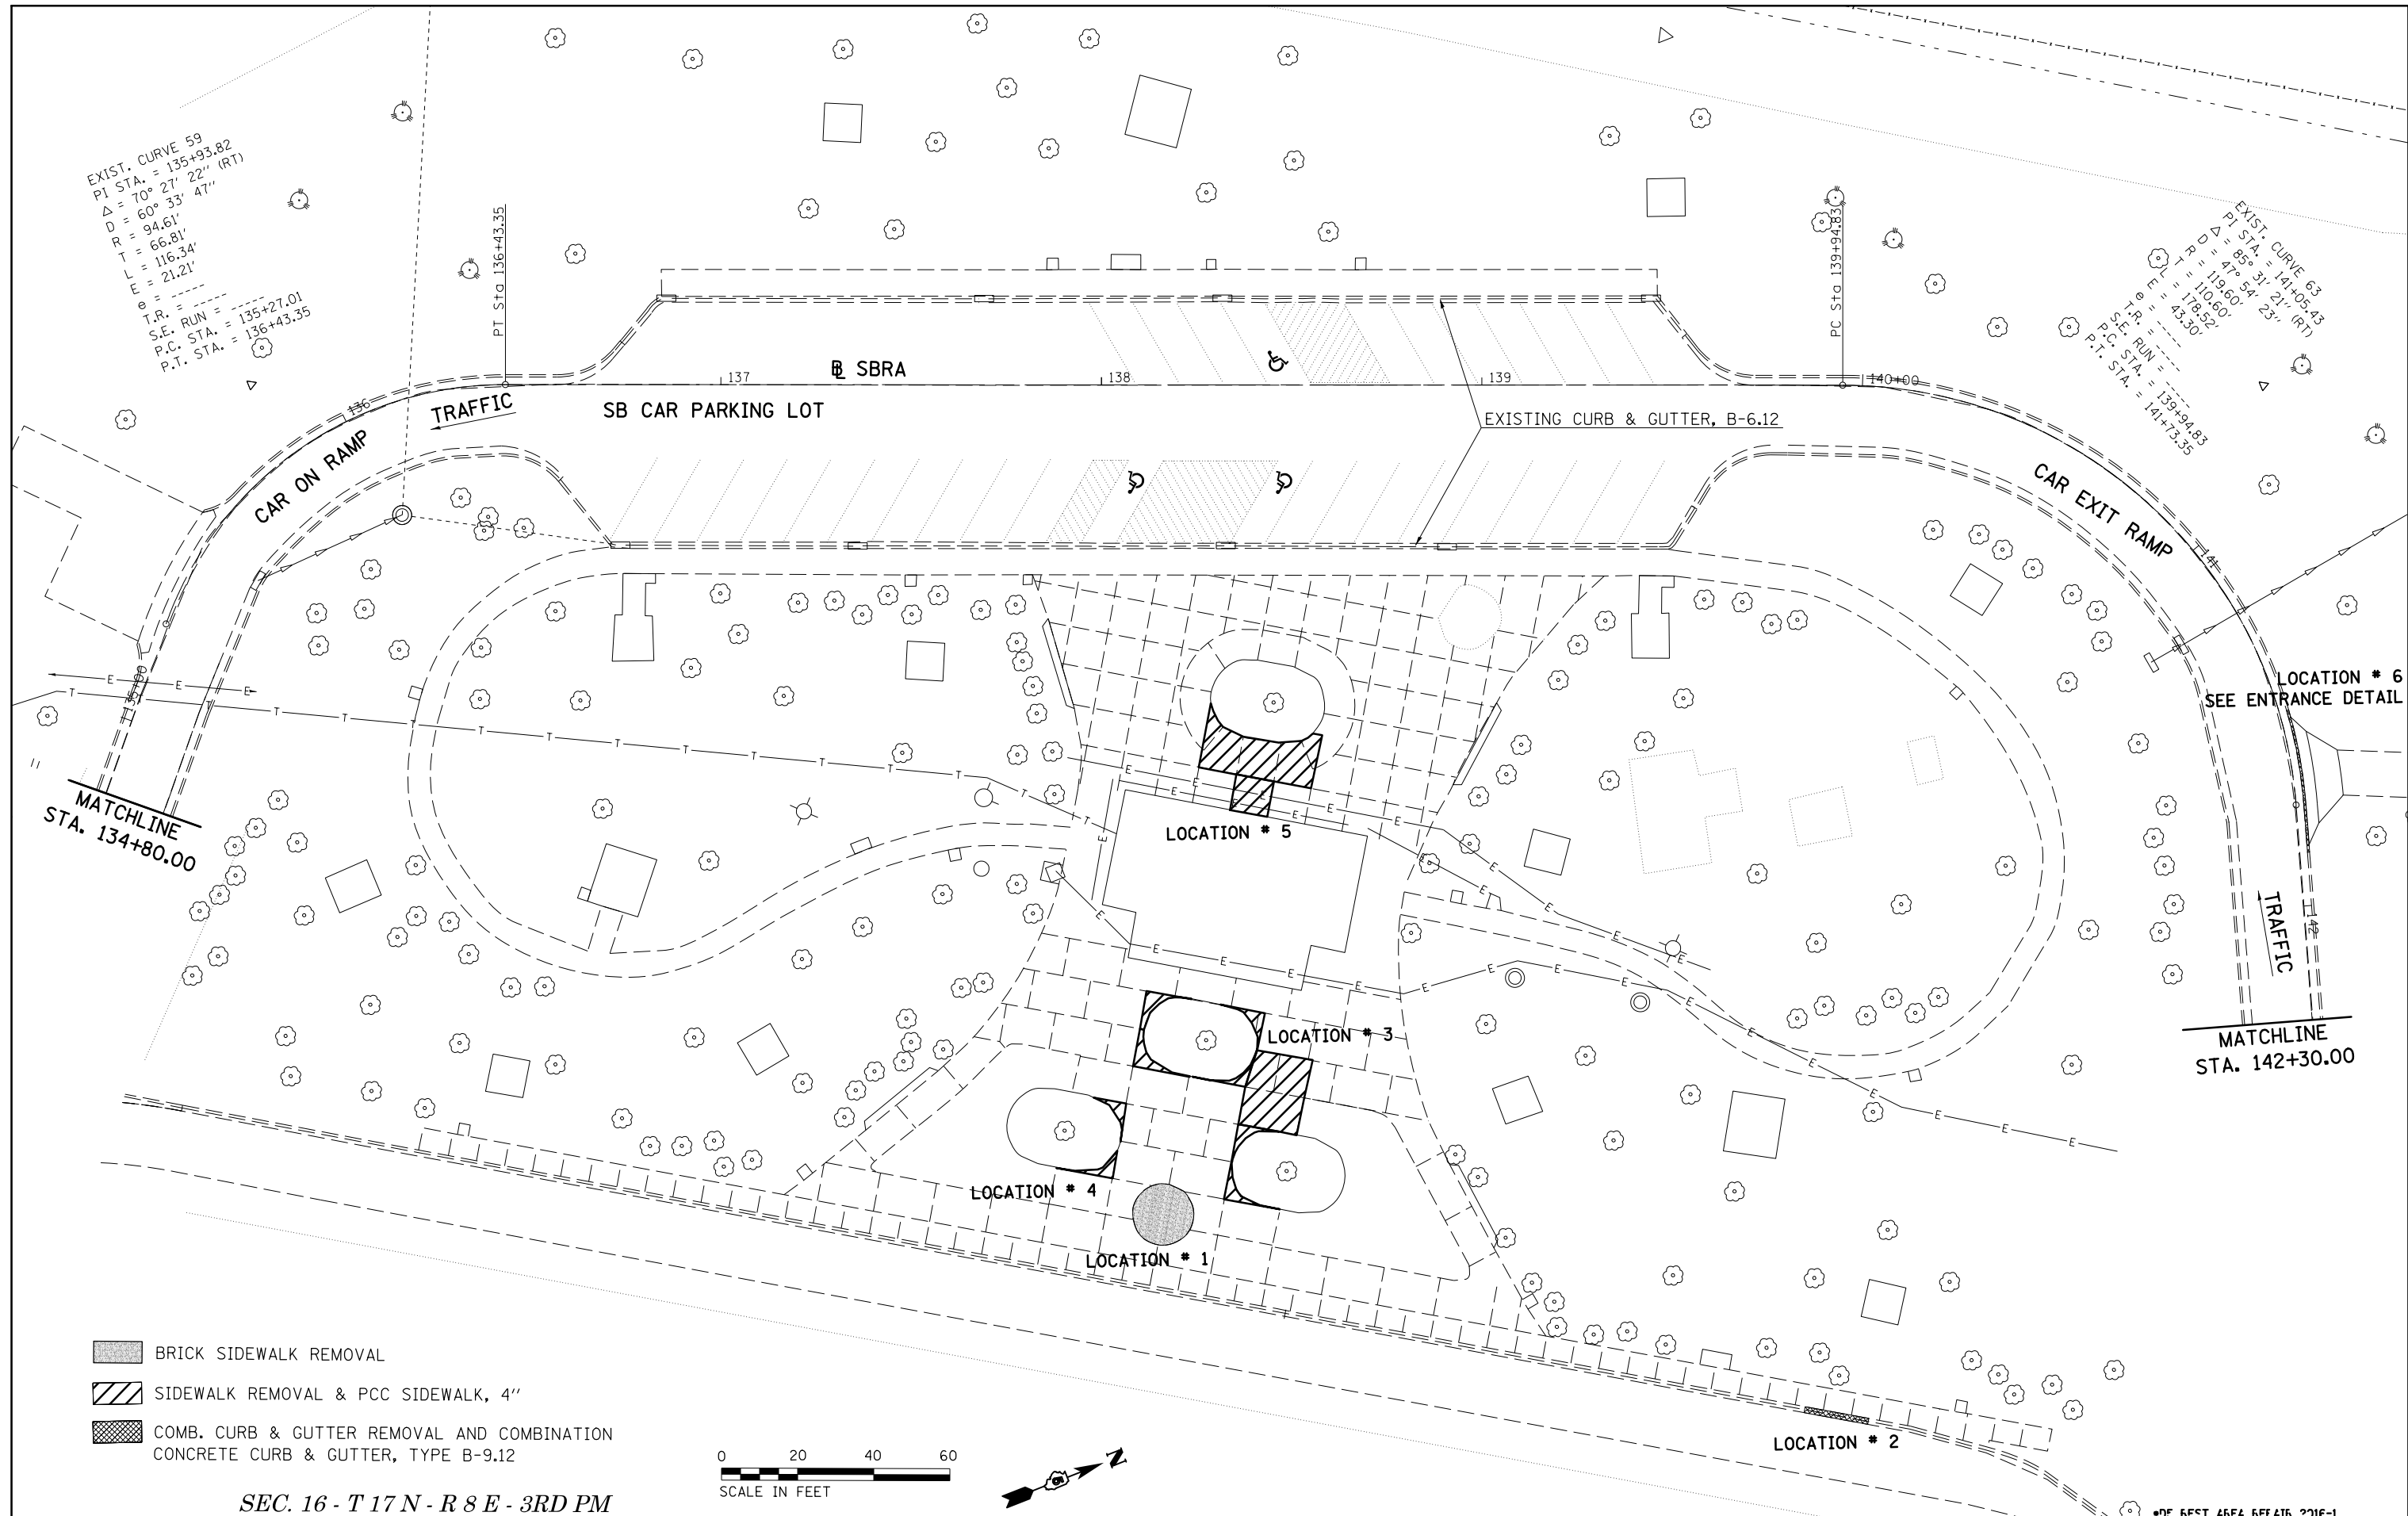 EXIST. CURVE 59
PI STA. = 135+93.82
Δ = 70° 27' 22" (RT)
D = 60° 33' 47"
R = 94.61'
T = 66.81'
L = 116.34'
E = 21.21'
e = -----
T.R. = -----
S.E. RUN = -----
P.C. STA. = 135+27.01
P.T. STA. = 136+43.35
PT Sta 136+43.35
PC Sta 139+94.83
EXIST. CURVE 63
PI STA. = 141+05.43
Δ = 85° 31' 21" (RT)
D = 47° 54' 23"
R = 119.60'
T = 110.60'
L = 178.52'
E = 43.30'
e = -----
T.R. = -----
S.E. RUN = -----
P.C. STA. = 139+94.83
P.T. STA. = 141+73.35
BL SBRA
137
138
139
140+00
136
TRAFFIC
SB CAR PARKING LOT
EXISTING CURB & GUTTER, B-6.12
CAR ON RAMP
CAR EXIT RAMP
141
E E E
135+00
T T T T T T T T T T T T T
LOCATION # 6
SEE ENTRANCE DETAIL
MATCHLINE
STA. 134+80.00
LOCATION # 5
E E E E E E E E E E
TRAFFIC
142
E E E E E E E E E E E E
LOCATION # 3
MATCHLINE
STA. 142+30.00
LOCATION # 4
LOCATION # 1
BRICK SIDEWALK REMOVAL
SIDEWALK REMOVAL & PCC SIDEWALK, 4"
COMB. CURB & GUTTER REMOVAL AND COMBINATION
CONCRETE CURB & GUTTER, TYPE B-9.12
LOCATION # 2
0 20 40 60
SCALE IN FEET
N
SEC. 16 - T 17 N - R 8 E - 3RD PM